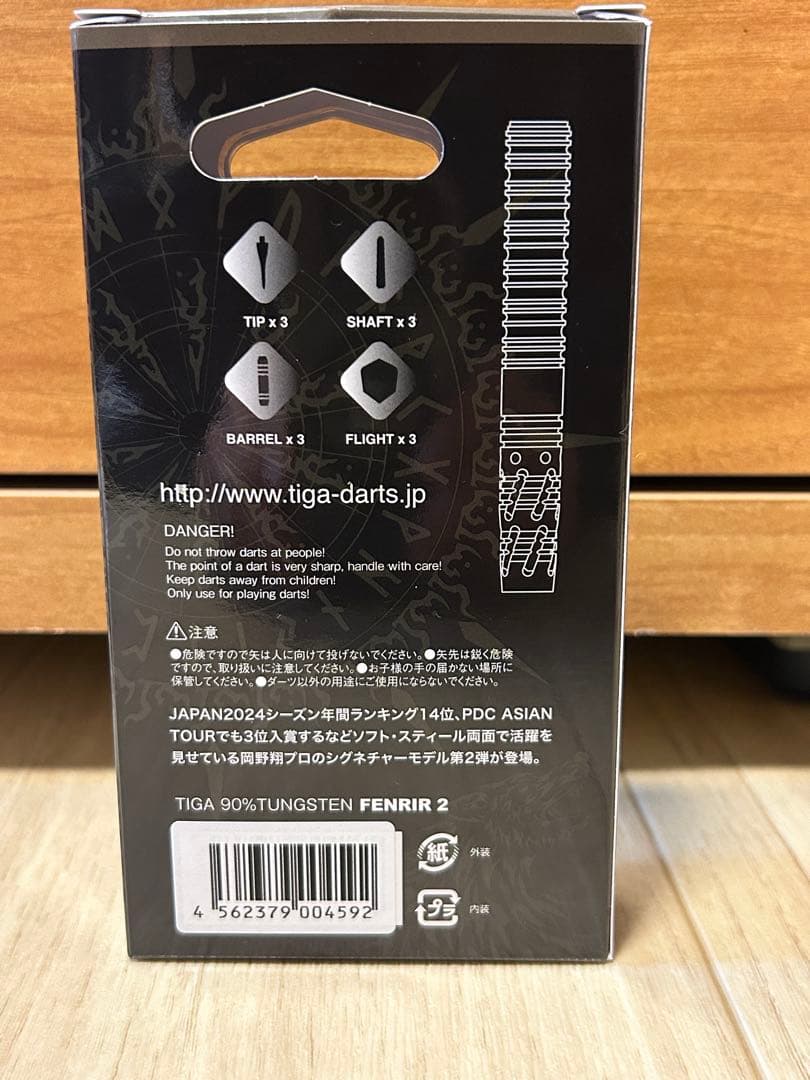 TIP x 3
SHAFT x 3
BARREL x 3
FLIGHT x 3
http://www.tiga-darts.jp
DANGER!
Do not throw darts at people!
The point of a dart is very sharp, handle with care!
Keep darts away from children!
Only use for playing darts!
注意
●危険ですので矢は人に向けて投げないでください。●矢先は鋭く危険
ですので、取り扱いに注意してください。●お子様の手の届かない場所に
保管してください。●ダーツ以外の用途にご使用にならないでください。
JAPAN2024シーズン年間ランキング14位、PDC ASIAN
TOURでも3位入賞するなどソフト・スティール両面で活躍を
見せている岡野翔プロのシグネチャーモデル第2弾が登場。
TIGA 90%TUNGSTEN FENRIR 2
4 562379 004592
紙 外装
プラ 内装